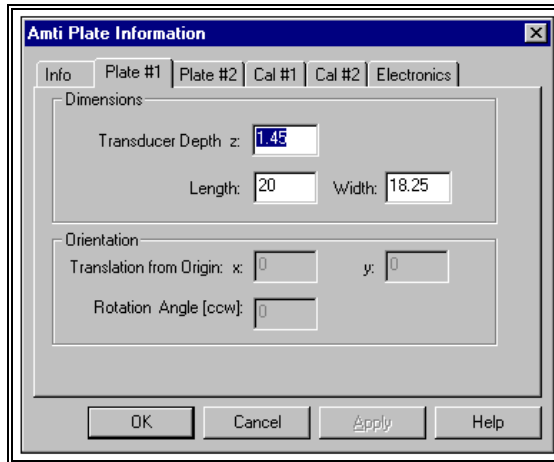 Amti Plate Information
Info Plate #1 Plate #2 Cal #1 Cal #2 Electronics
Dimensions
Transducer Depth z: 1.45
Length: 20 Width: 18.25
Orientation
Translation from Origin: x: 0 y: 0
Rotation Angle [ccw]: 0
OK Cancel Apply Help